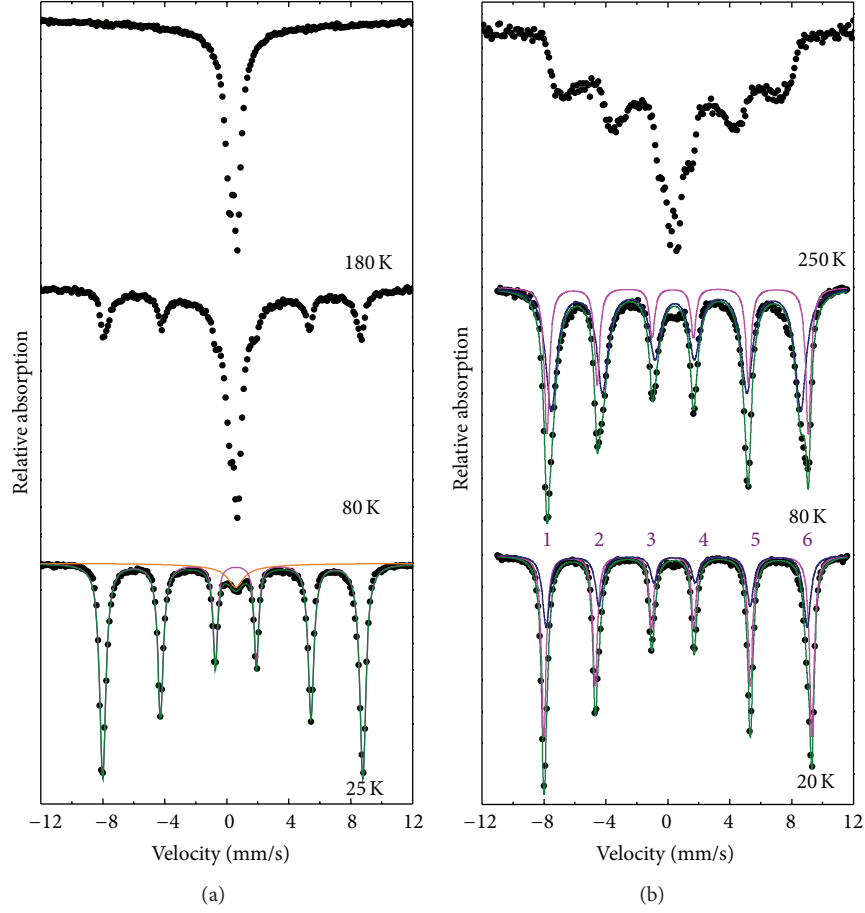 Relative absorption
180 K
80 K
25 K
−12 −8 −4 0 4 8 12
Velocity (mm/s)
(a)
Relative absorption
250 K
80 K
1 2 3 4 5 6
20 K
−12 −8 −4 0 4 8 12
Velocity (mm/s)
(b)